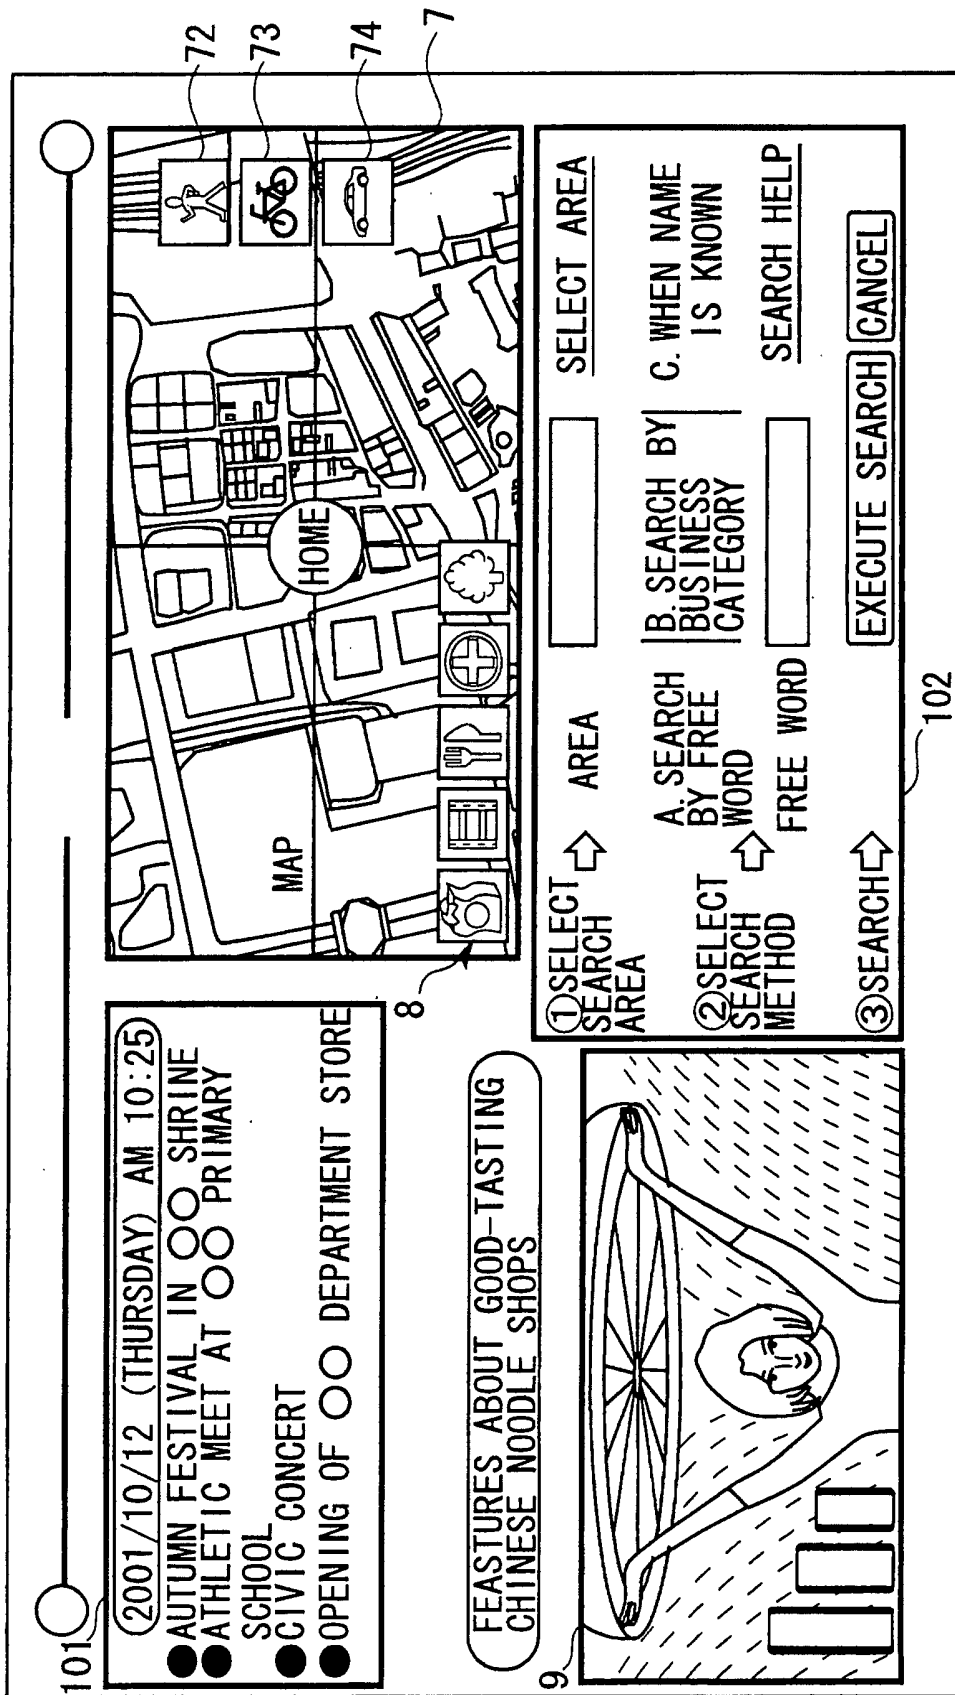 101
(2001/10/12 (THURSDAY) AM 10:25)
●AUTUMN FESTIVAL IN ○○ SHRINE
●ATHLETIC MEET AT ○○ PRIMARY
SCHOOL
●CIVIC CONCERT
●OPENING OF ○○ DEPARTMENT STORE
MAP
HOME
72
73
74
7
8
FEASTURES ABOUT GOOD-TASTING
CHINESE NOODLE SHOPS
9
①SELECT
SEARCH
AREA
AREA
SELECT AREA
②SELECT
SEARCH
METHOD
A. SEARCH
BY FREE
WORD
B. SEARCH BY
BUSINESS
CATEGORY
C. WHEN NAME
IS KNOWN
FREE WORD
SEARCH HELP
③SEARCH
EXECUTE SEARCH
CANCEL
102